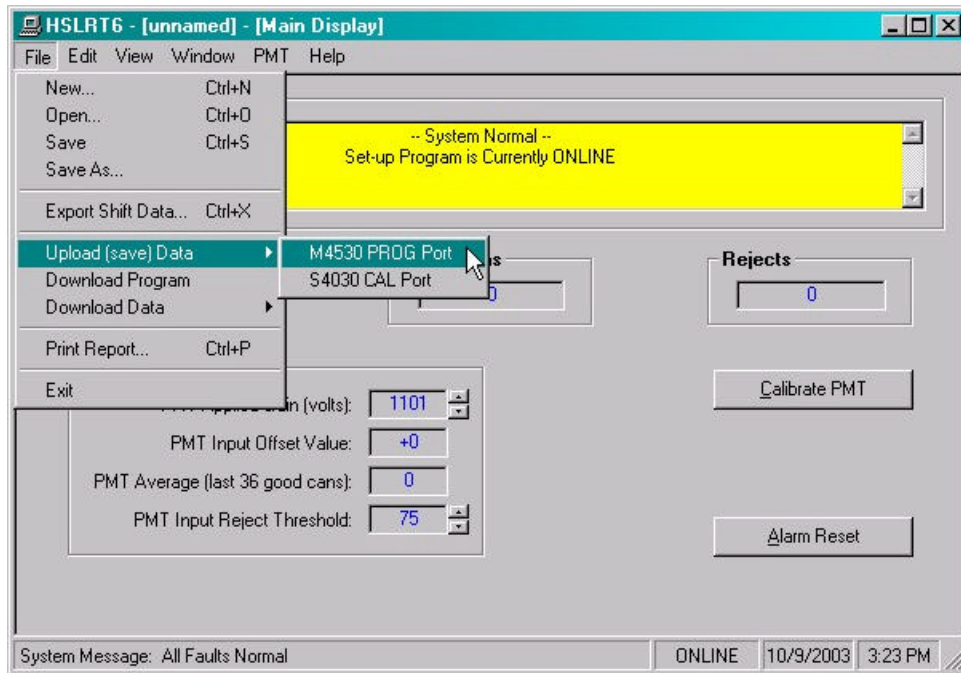 HSLRT6 - [unnamed] - [Main Display]
File Edit View Window PMT Help
New... Ctrl+N
Open... Ctrl+O
Save Ctrl+S
Save As...
Export Shift Data... Ctrl+X
Upload (save) Data
Download Program
Download Data
Print Report... Ctrl+P
Exit
M4530 PROG Port
S4030 CAL Port
-- System Normal --
Set-up Program is Currently ONLINE
0
Rejects
0
Calibrate PMT
(volts): 1101
PMT Input Offset Value: +0
PMT Average (last 36 good cans): 0
PMT Input Reject Threshold: 75
Alarm Reset
System Message: All Faults Normal ONLINE 10/9/2003 3:23 PM